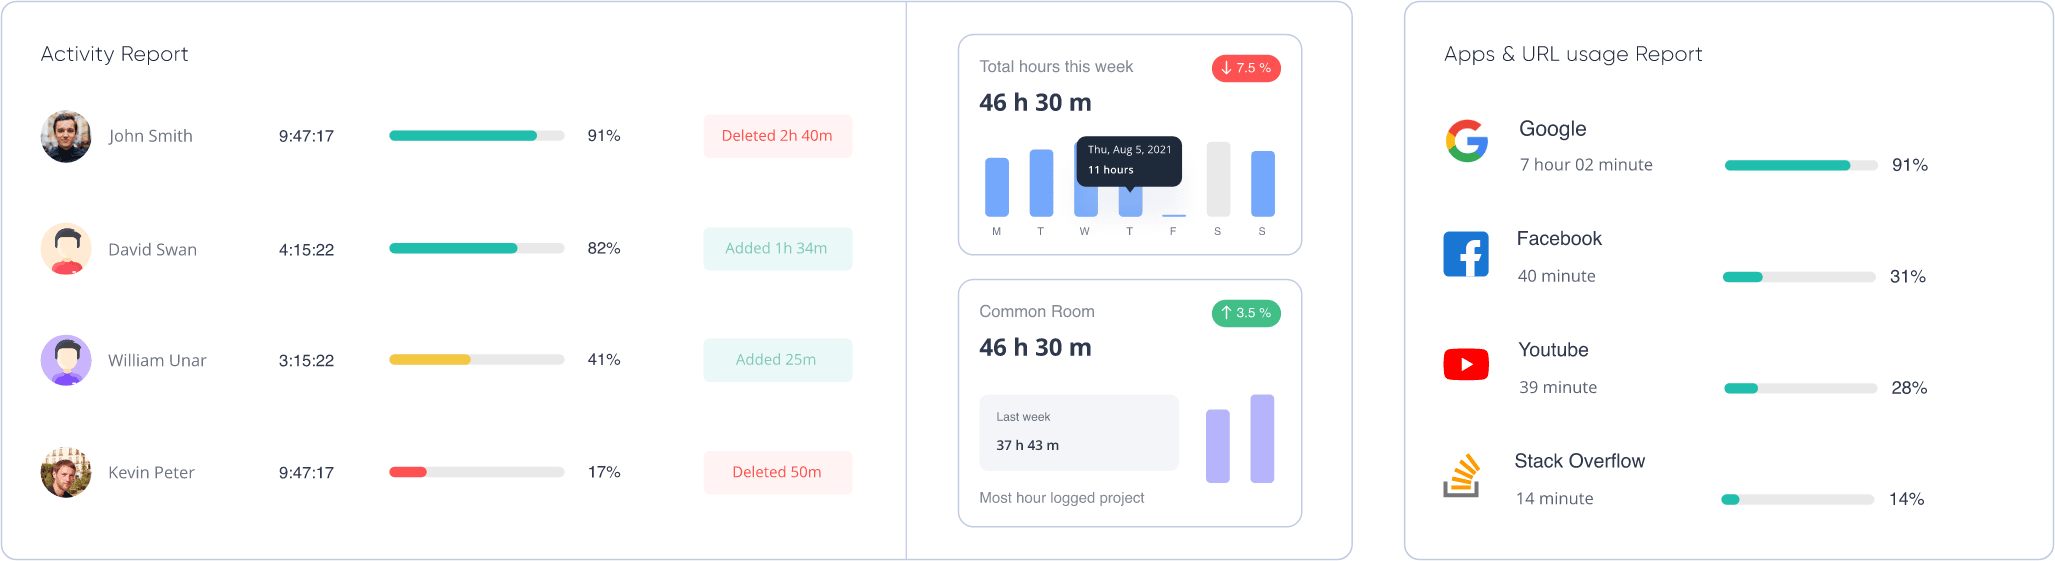 Activity Report
John Smith 9:47:17 91% Deleted 2h 40m
David Swan 4:15:22 82% Added 1h 34m
William Unar 3:15:22 41% Added 25m
Kevin Peter 9:47:17 17% Deleted 50m
Total hours this week ↓ 7.5 %
46 h 30 m
Thu, Aug 5, 2021
11 hours
M T W T F S S
Common Room ↑ 3.5 %
46 h 30 m
Last week
37 h 43 m
Most hour logged project
Apps & URL usage Report
Google
7 hour 02 minute 91%
Facebook
40 minute 31%
Youtube
39 minute 28%
Stack Overflow
14 minute 14%